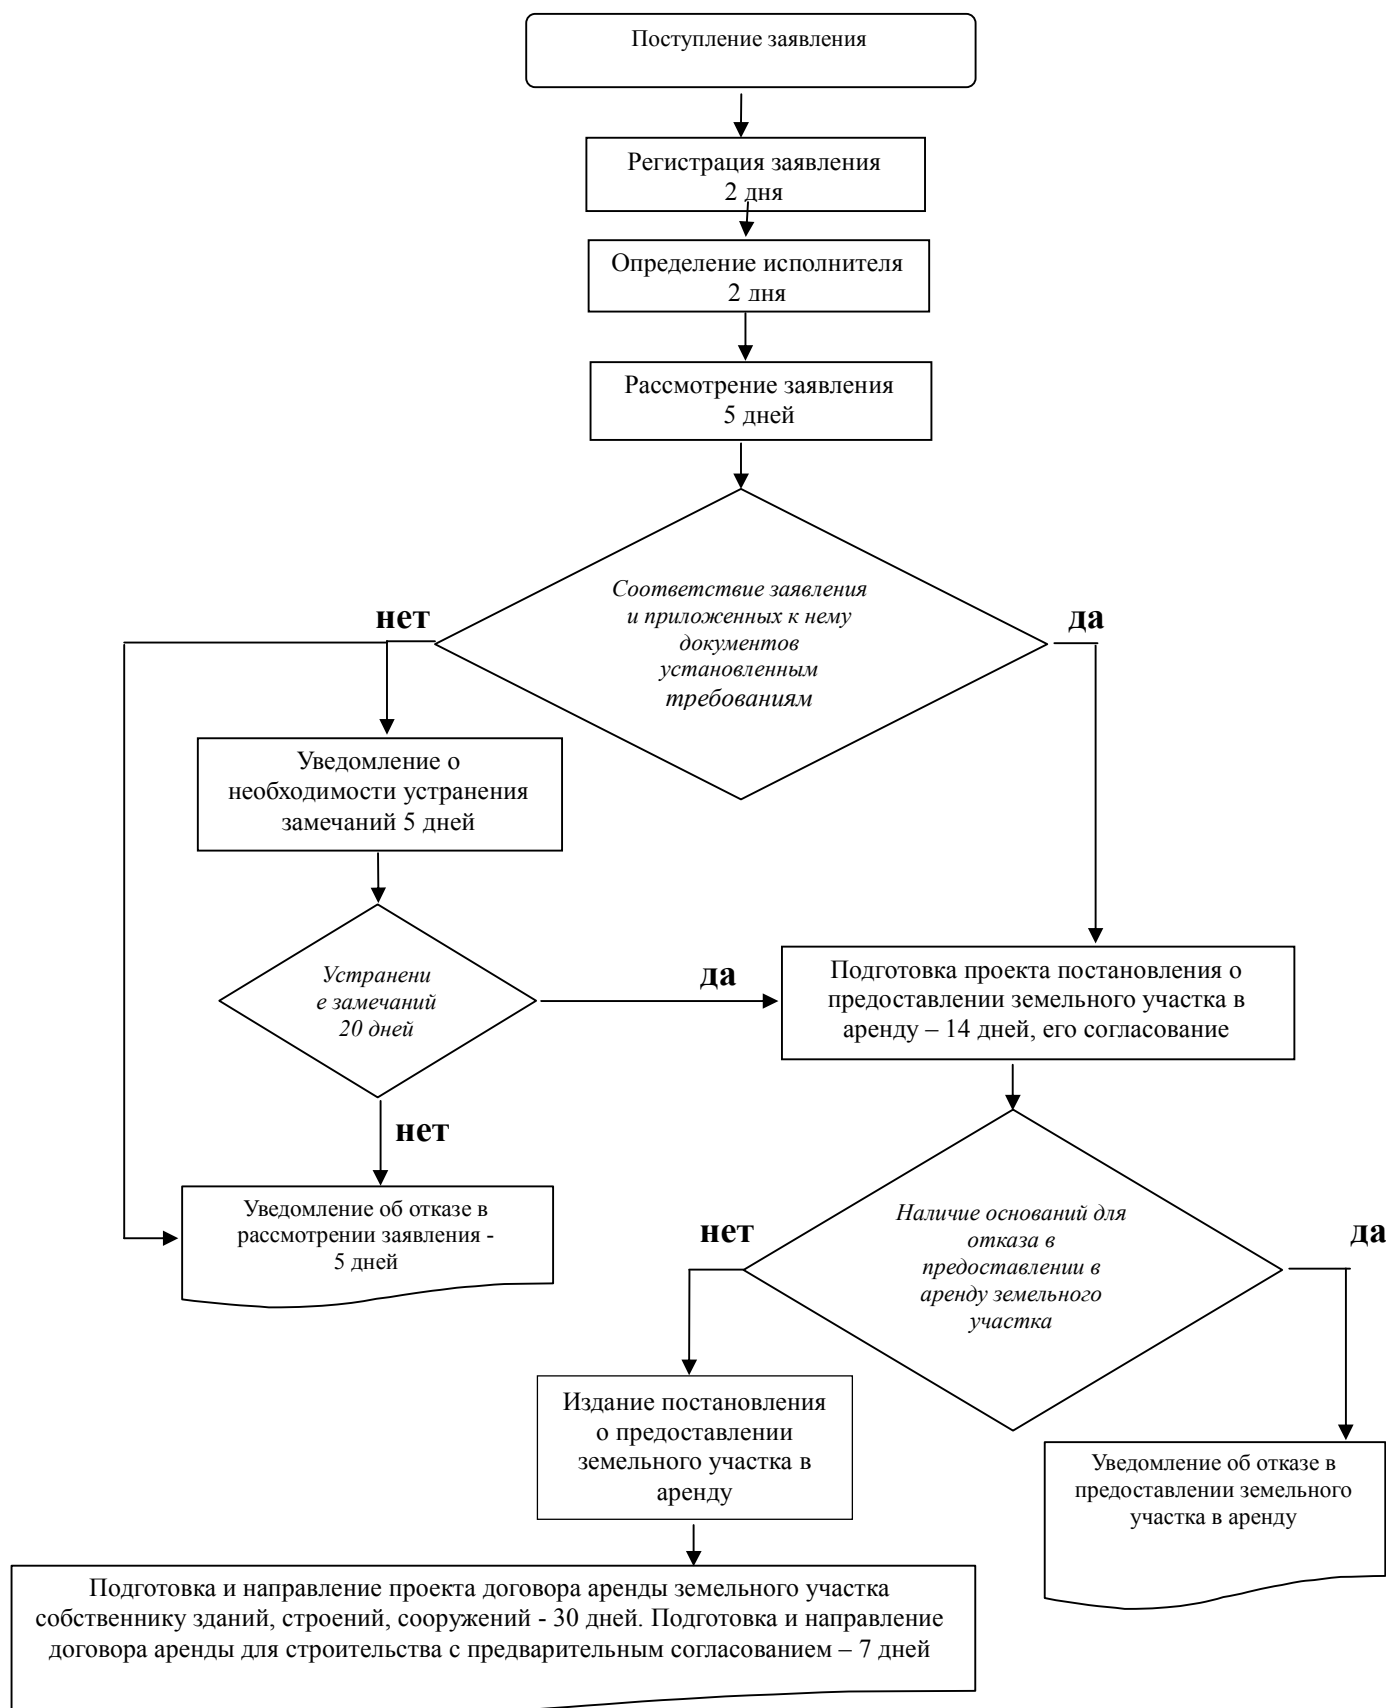 Поступление заявления
Регистрация заявления
2 дня
Определение исполнителя
2 дня
Рассмотрение заявления
5 дней
Соответствие заявления
и приложенных к нему
документов
установленным
требованиям
нет
да
Уведомление о
необходимости устранения
замечаний 5 дней
Устранени
е замечаний
20 дней
да
Подготовка проекта постановления о
предоставлении земельного участка в
аренду – 14 дней, его согласование
нет
Уведомление об отказе в
рассмотрении заявления -
5 дней
Наличие оснований для
отказа в
предоставлении в
аренду земельного
участка
нет
да
Издание постановления
о предоставлении
земельного участка в
аренду
Уведомление об отказе в
предоставлении земельного
участка в аренду
Подготовка и направление проекта договора аренды земельного участка
собственнику зданий, строений, сооружений - 30 дней. Подготовка и направление
договора аренды для строительства с предварительным согласованием – 7 дней